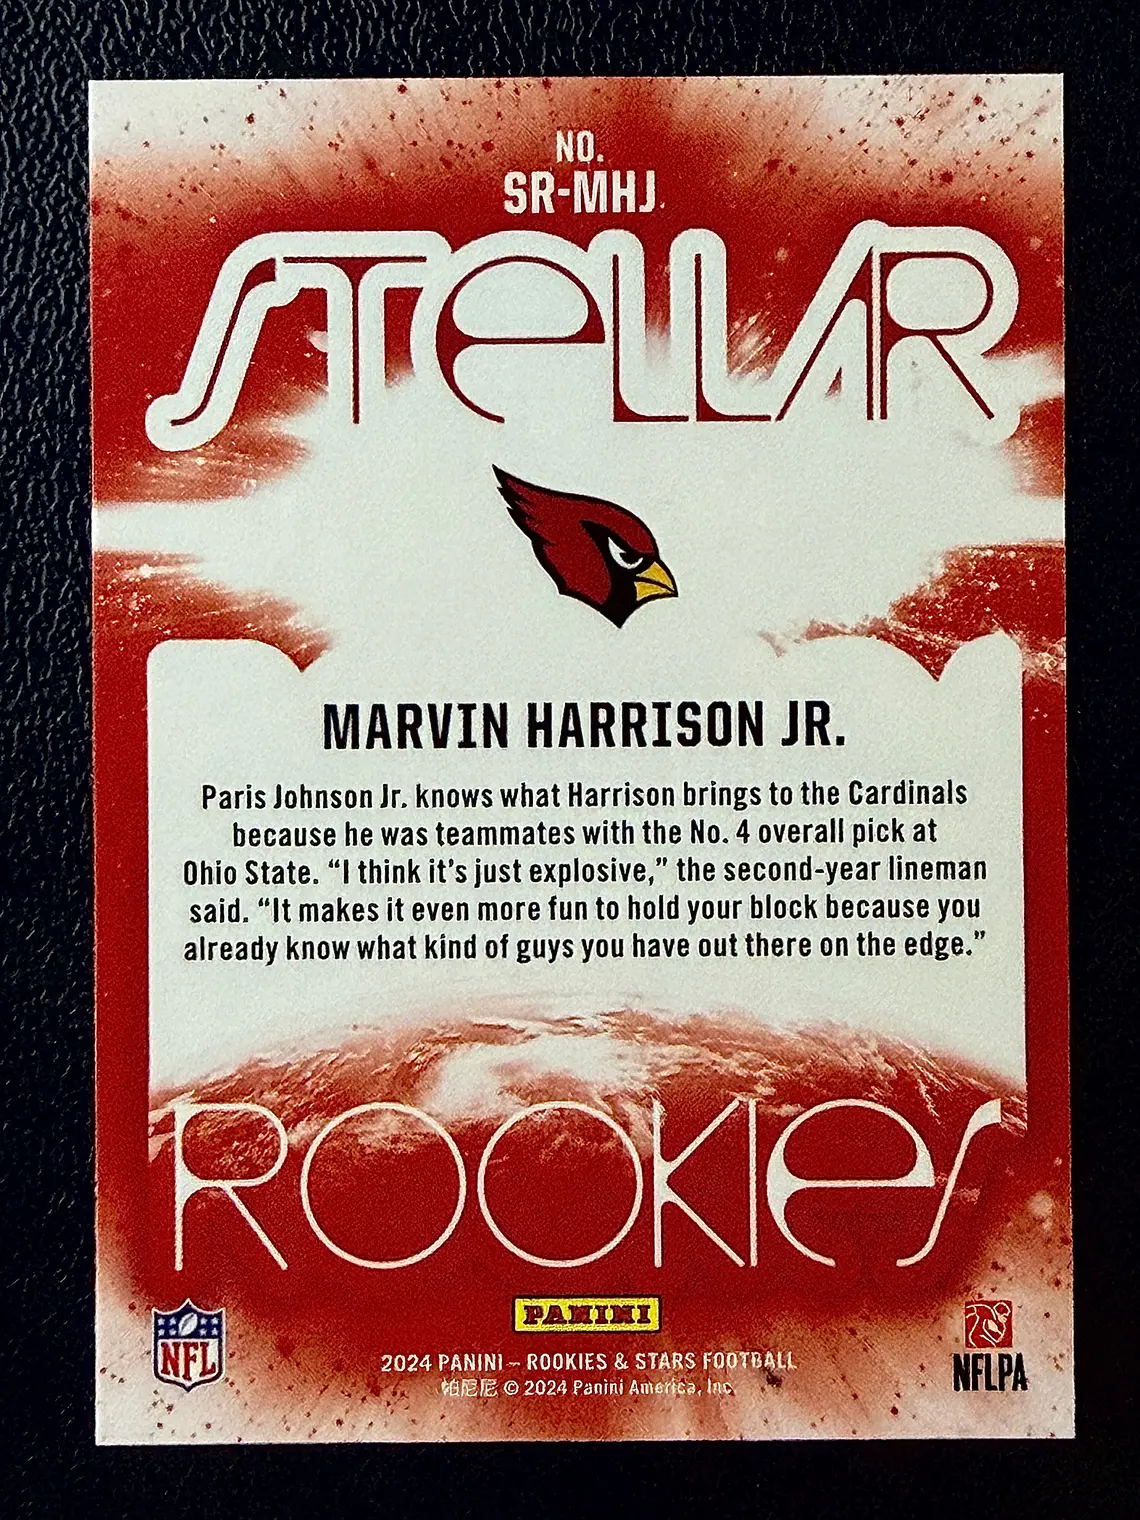 NO.
SR-MHJ
STELLAR
MARVIN HARRISON JR.
Paris Johnson Jr. knows what Harrison brings to the Cardinals
because he was teammates with the No. 4 overall pick at
Ohio State. “I think it’s just explosive,” the second-year lineman
said. “It makes it even more fun to hold your block because you
already know what kind of guys you have out there on the edge.”
ROOKIES
PANINI
NFL
NFLPA
2024 PANINI – ROOKIES & STARS FOOTBALL
帕尼尼 © 2024 Panini America, Inc.